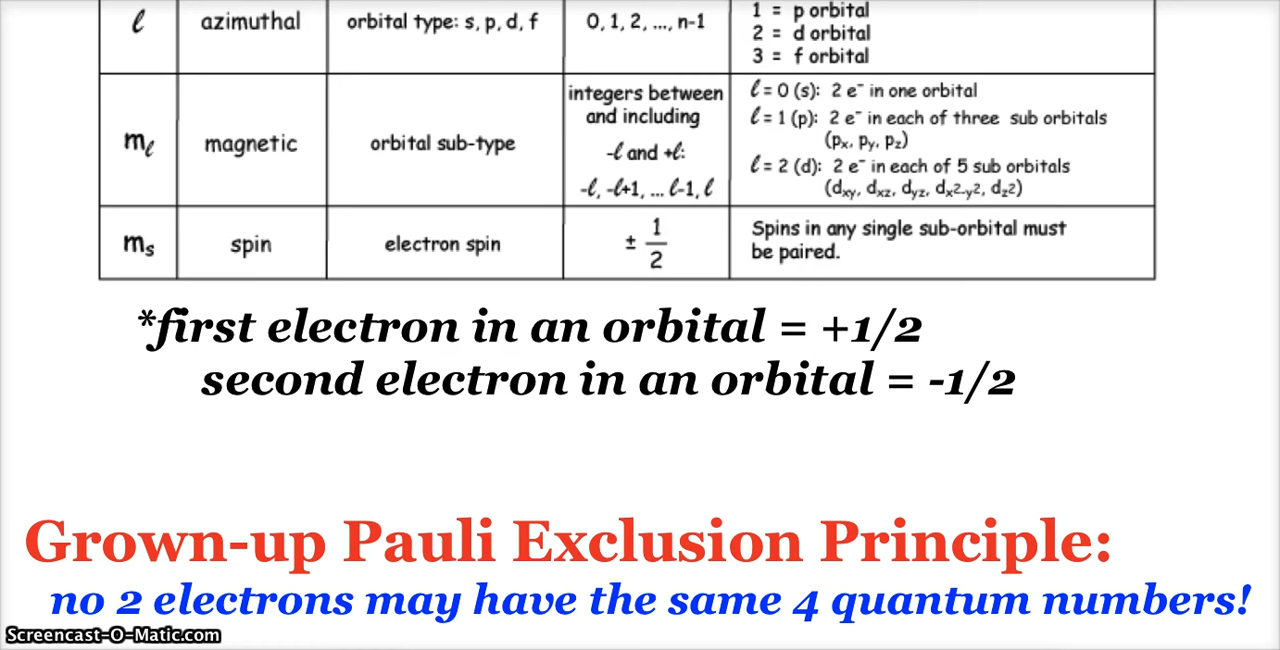 ℓ azimuthal orbital type: s, p, d, f 0, 1, 2, ..., n-1
1 = p orbital
2 = d orbital
3 = f orbital
mℓ magnetic orbital sub-type
integers between
and including
-ℓ and +ℓ:
-ℓ, -ℓ+1, ... ℓ-1, ℓ
ℓ = 0 (s): 2 e⁻ in one orbital
ℓ = 1 (p): 2 e⁻ in each of three sub orbitals
(px, py, pz)
ℓ = 2 (d): 2 e⁻ in each of 5 sub orbitals
(dxy, dxz, dyz, dx²-y², dz²)
ms spin electron spin ± 1/2
Spins in any single sub-orbital must
be paired.
*first electron in an orbital = +1/2
second electron in an orbital = -1/2
Grown-up Pauli Exclusion Principle:
no 2 electrons may have the same 4 quantum numbers!
Screencast-O-Matic.com